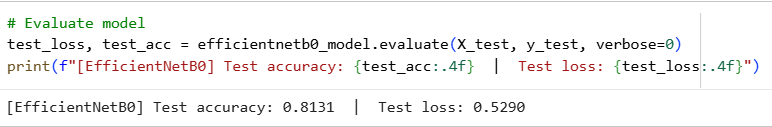 # Evaluate model
test_loss, test_acc = efficientnetb0_model.evaluate(X_test, y_test, verbose=0)
print(f"[EfficientNetB0] Test accuracy: {test_acc:.4f}  |  Test loss: {test_loss:.4f}")
[EfficientNetB0] Test accuracy: 0.8131  |  Test loss: 0.5290